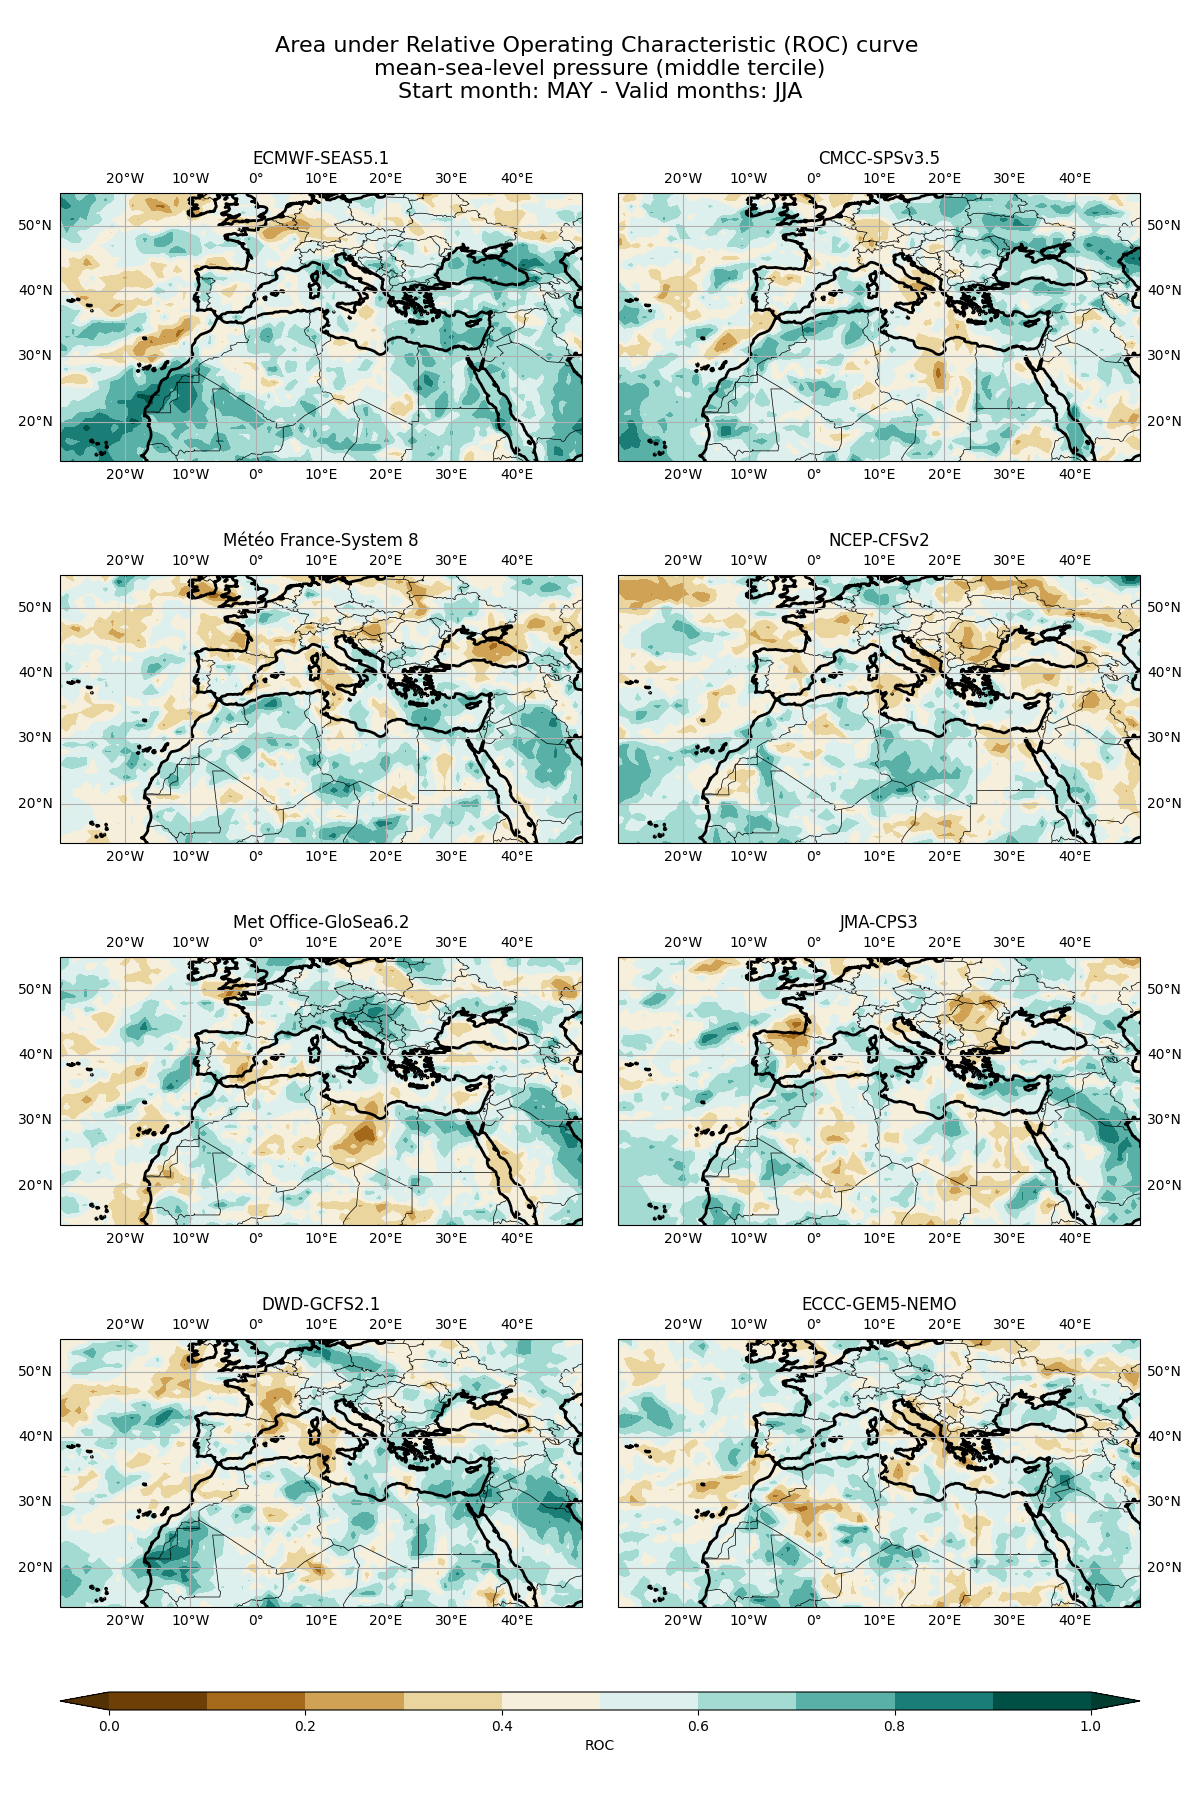 Area under Relative Operating Characteristic (ROC) curve
mean-sea-level pressure (middle tercile)
Start month: MAY - Valid months: JJA
ECMWF-SEAS5.1
20°W 10°W 0° 10°E 20°E 30°E 40°E
50°N
40°N
30°N
20°N
20°W 10°W 0° 10°E 20°E 30°E 40°E
CMCC-SPSv3.5
20°W 10°W 0° 10°E 20°E 30°E 40°E
50°N
40°N
30°N
20°N
20°W 10°W 0° 10°E 20°E 30°E 40°E
Météo France-System 8
20°W 10°W 0° 10°E 20°E 30°E 40°E
50°N
40°N
30°N
20°N
20°W 10°W 0° 10°E 20°E 30°E 40°E
NCEP-CFSv2
20°W 10°W 0° 10°E 20°E 30°E 40°E
50°N
40°N
30°N
20°N
20°W 10°W 0° 10°E 20°E 30°E 40°E
Met Office-GloSea6.2
20°W 10°W 0° 10°E 20°E 30°E 40°E
50°N
40°N
30°N
20°N
20°W 10°W 0° 10°E 20°E 30°E 40°E
JMA-CPS3
20°W 10°W 0° 10°E 20°E 30°E 40°E
50°N
40°N
30°N
20°N
20°W 10°W 0° 10°E 20°E 30°E 40°E
DWD-GCFS2.1
20°W 10°W 0° 10°E 20°E 30°E 40°E
50°N
40°N
30°N
20°N
20°W 10°W 0° 10°E 20°E 30°E 40°E
ECCC-GEM5-NEMO
20°W 10°W 0° 10°E 20°E 30°E 40°E
50°N
40°N
30°N
20°N
20°W 10°W 0° 10°E 20°E 30°E 40°E
0.0 0.2 0.4 0.6 0.8 1.0
ROC